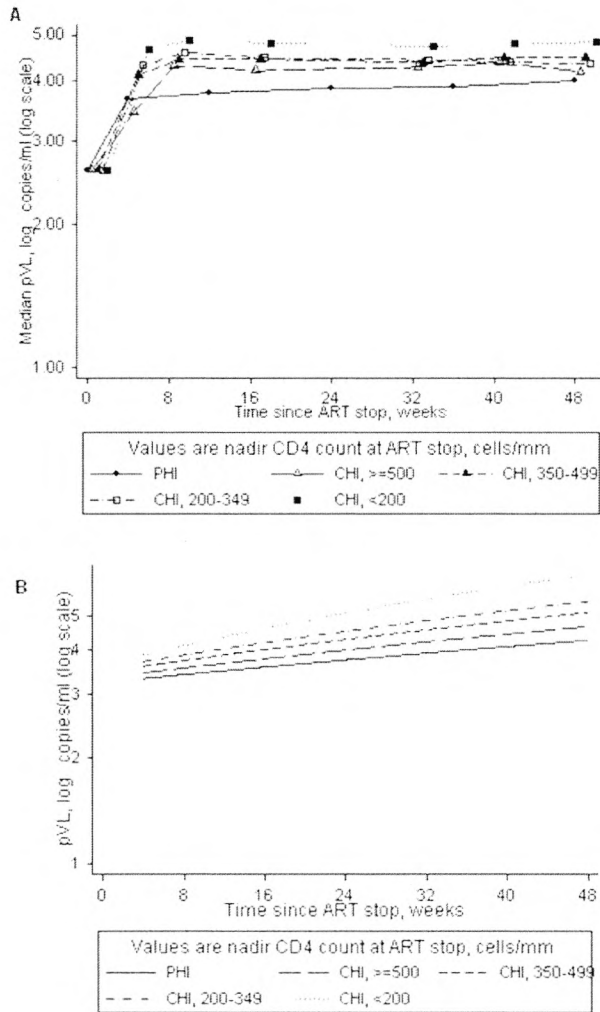 A
Median pVL, log copies/ml (log scale)
5.00
4.00
3.00
2.00
1.00
0 8 16 24 32 40 48
Time since ART stop, weeks
Values are nadir CD4 count at ART stop, cells/mm
PHI CHI, >=500 CHI, 350-499
CHI, 200-349 CHI, <200
B
pVL, log copies/ml (log scale)
5
4
3
2
1
0 8 16 24 32 40 48
Time since ART stop, weeks
Values are nadir CD4 count at ART stop, cells/mm
PHI CHI, >=500 CHI, 350-499
CHI, 200-349 CHI, <200